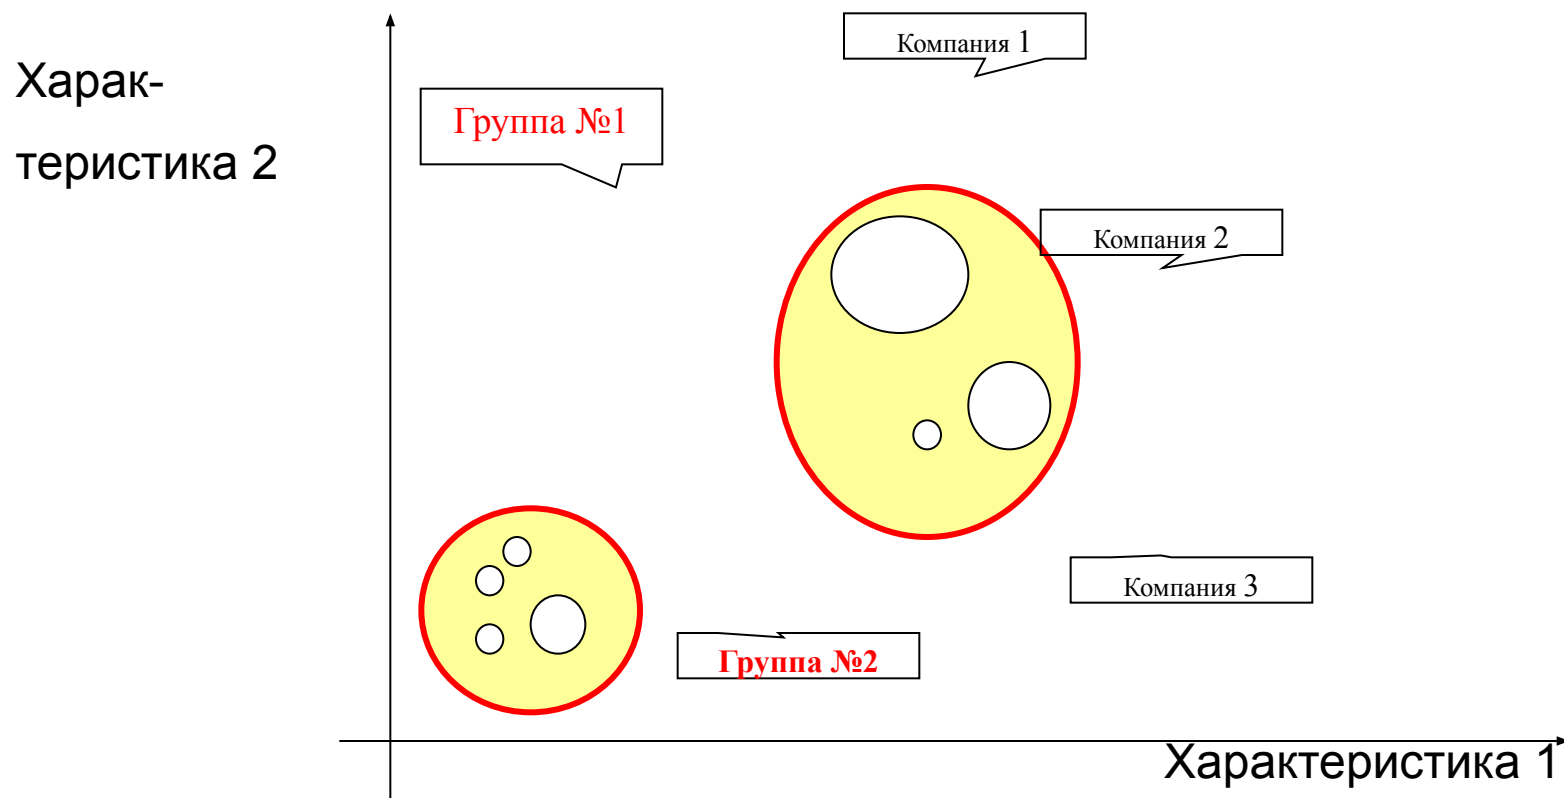 Компания 1
Харак-
теристика 2
Группа №1
Компания 2
Компания 3
Группа №2
Характеристика 1